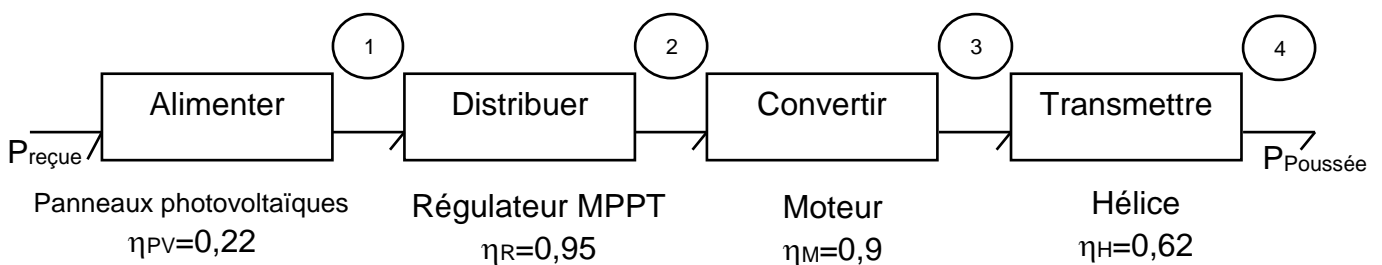 1 2 3 4
Alimenter Distribuer Convertir Transmettre
Preçue PPoussée
Panneaux photovoltaïques Régulateur MPPT Moteur Hélice
ηPV=0,22 ηR=0,95 ηM=0,9 ηH=0,62